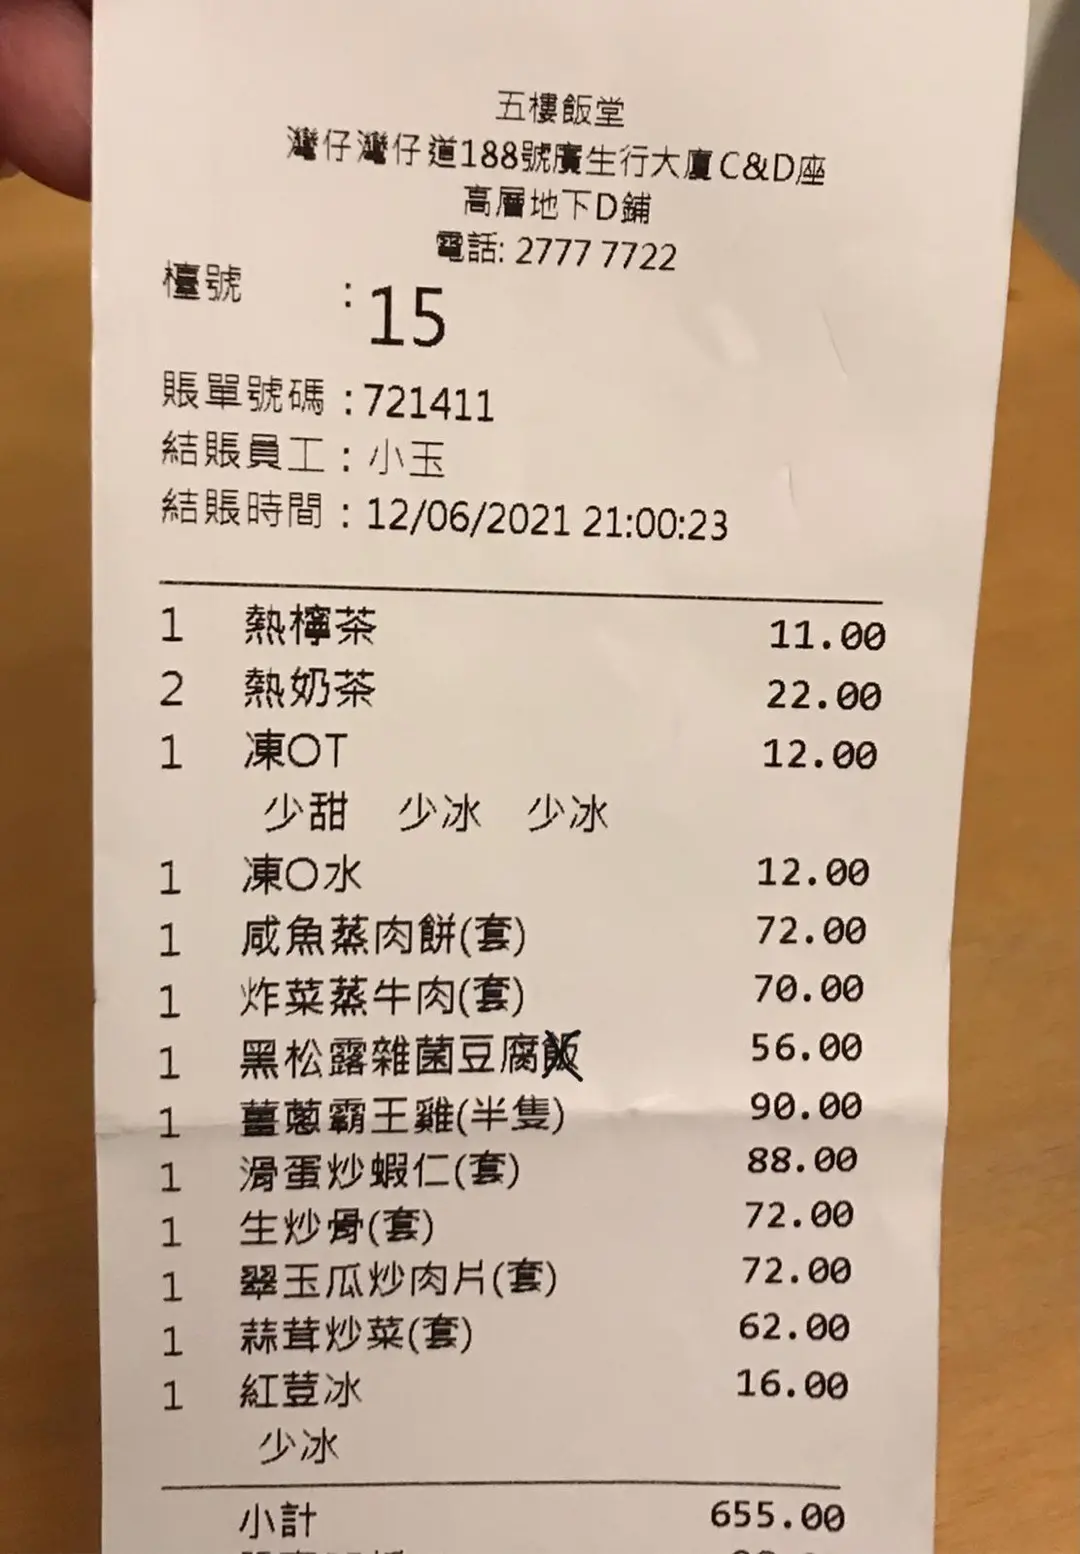 五樓飯堂
灣仔灣仔道188號廣生行大廈C&D座
高層地下D鋪
電話: 2777 7722
檯號 : 15
賬單號碼 : 721411
結賬員工 : 小玉
結賬時間 : 12/06/2021 21:00:23
1 熱檸茶 11.00
2 熱奶茶 22.00
1 凍OT 12.00
少甜 少冰 少冰
1 凍O水 12.00
1 咸魚蒸肉餅(套) 72.00
1 炸菜蒸牛肉(套) 70.00
1 黑松露雜菌豆腐飯 56.00
1 薑蔥霸王雞(半隻) 90.00
1 滑蛋炒蝦仁(套) 88.00
1 生炒骨(套) 72.00
1 翠玉瓜炒肉片(套) 72.00
1 蒜茸炒菜(套) 62.00
1 紅荳冰 16.00
少冰
小計 655.00